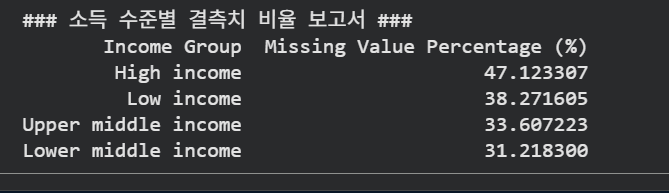 ### 소득 수준별 결측치 비율 보고서 ###
Income Group Missing Value Percentage (%)
High income 47.123307
Low income 38.271605
Upper middle income 33.607223
Lower middle income 31.218300